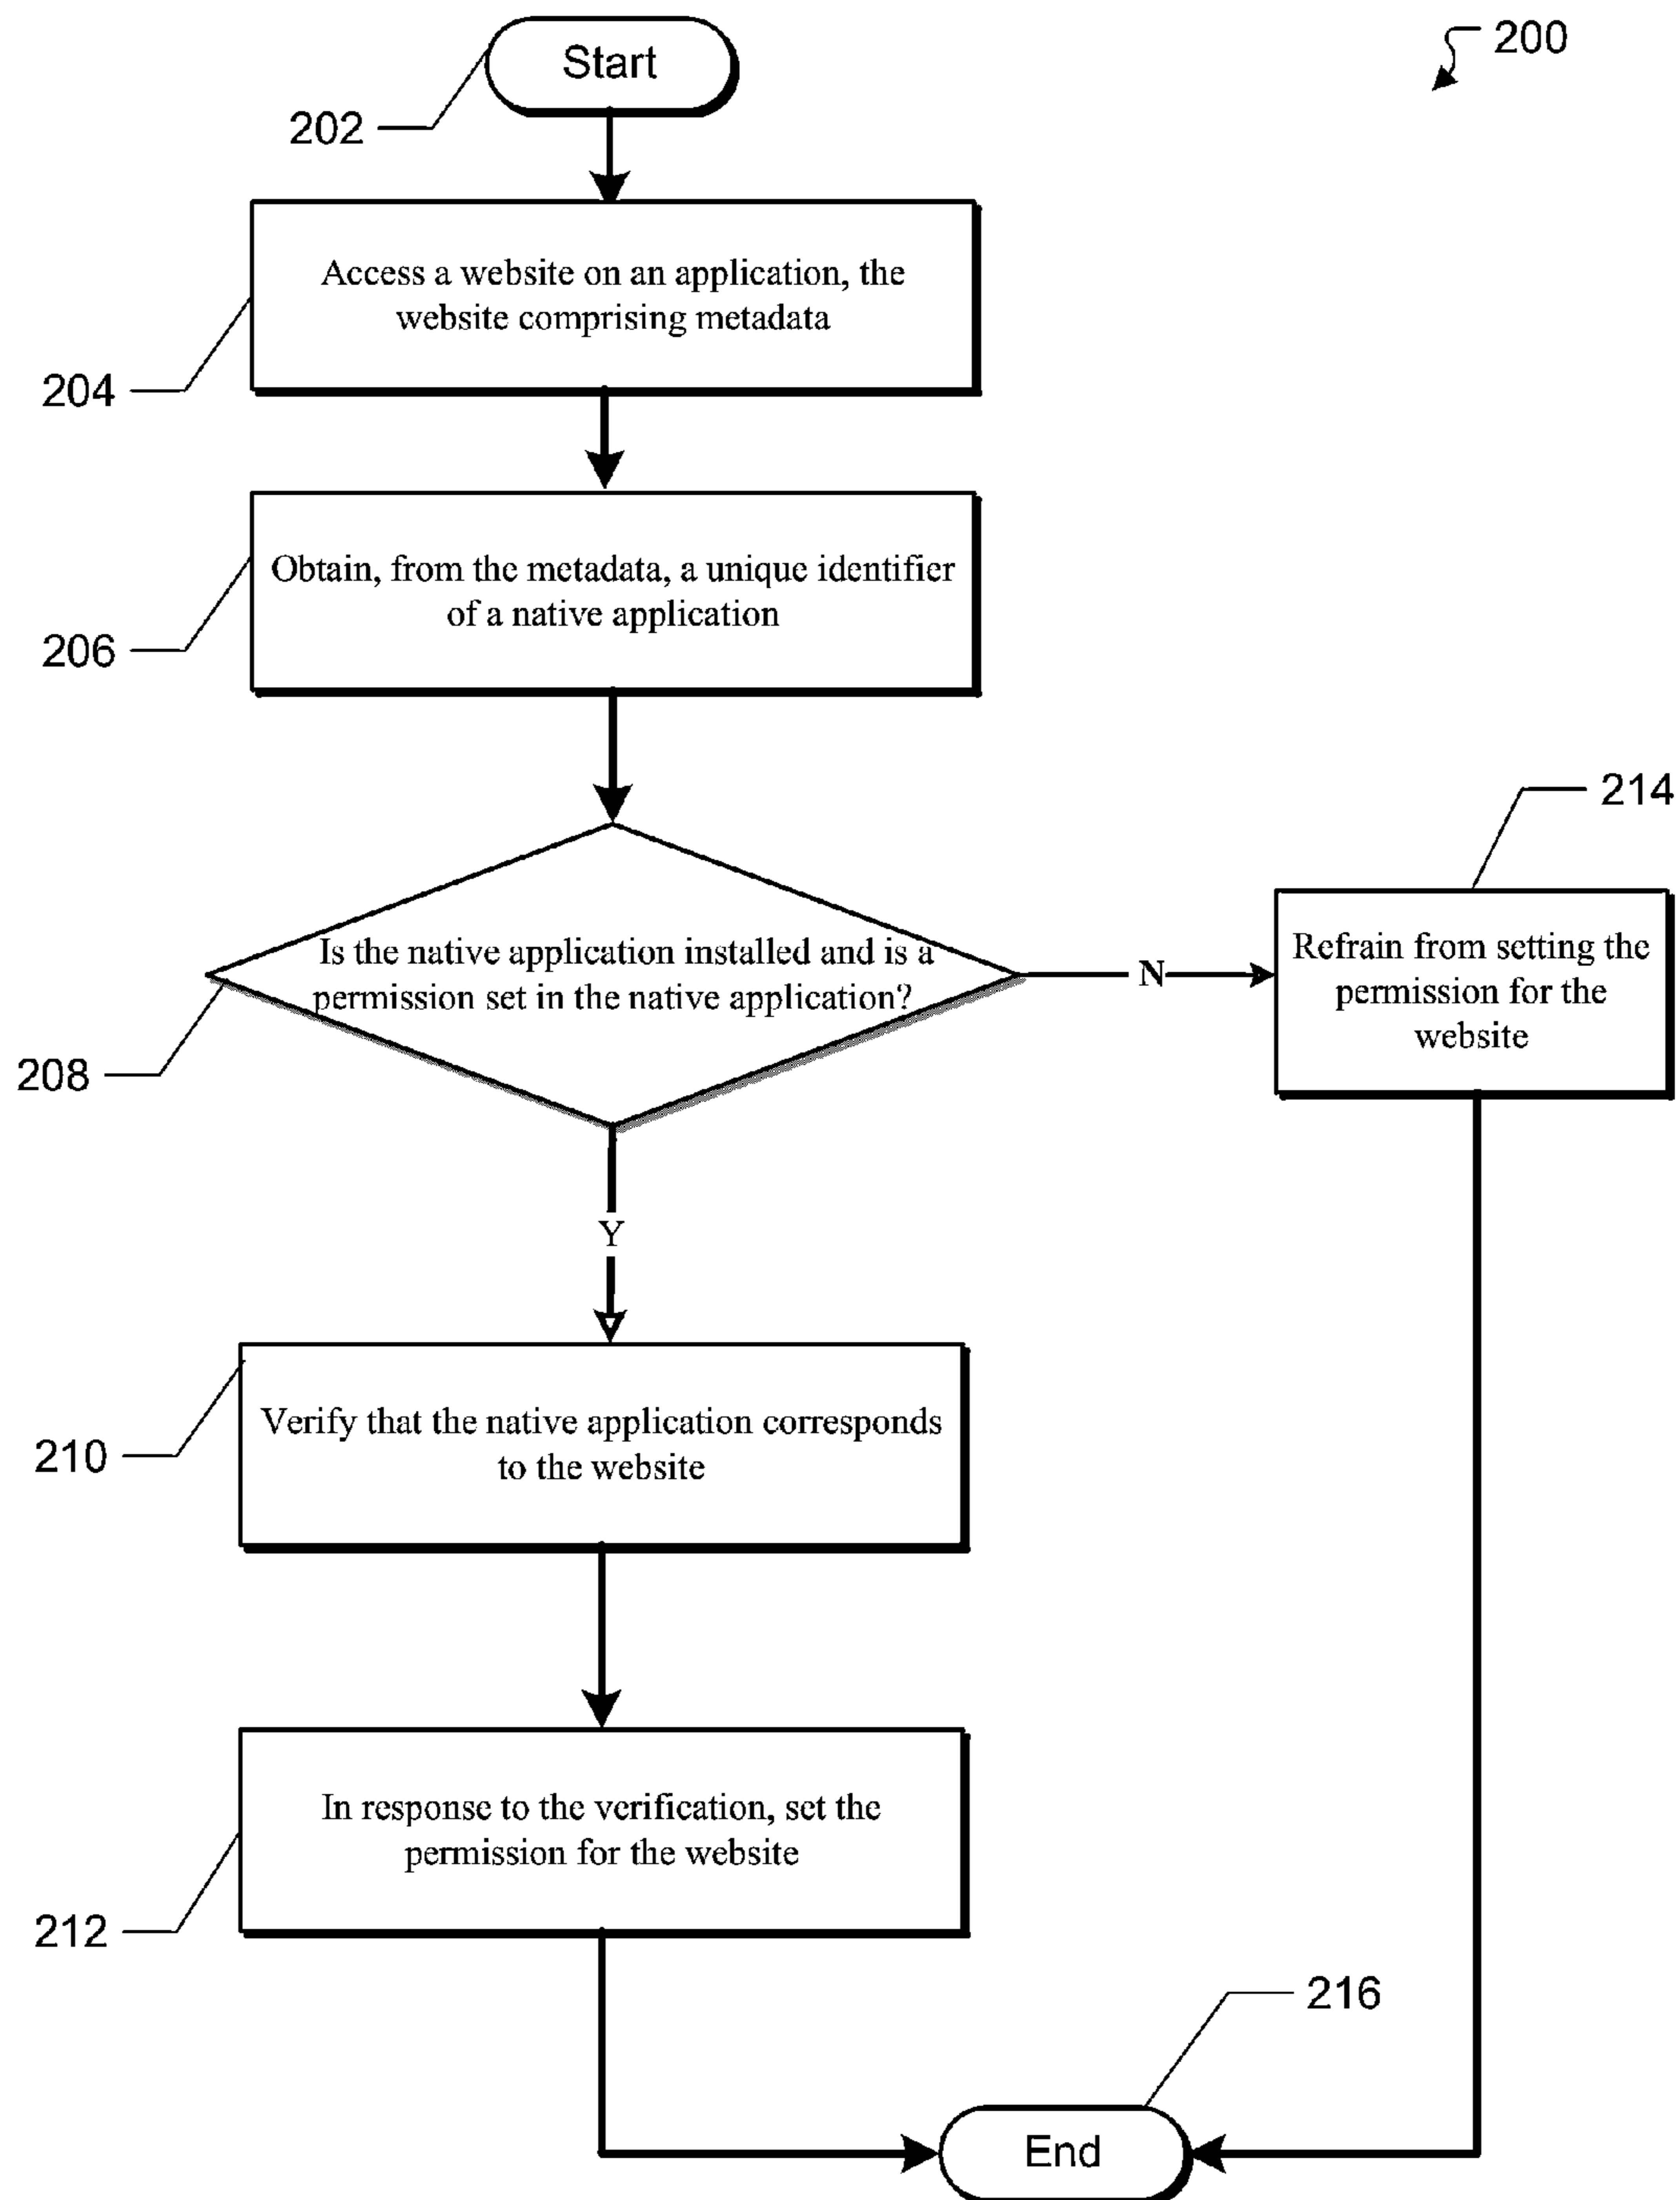 200
Start
202
Access a website on an application, the
website comprising metadata
204
Obtain, from the metadata, a unique identifier
of a native application
206
214
Is the native application installed and is a
permission set in the native application?
208
N
Refrain from setting the
permission for the
website
Y
Verify that the native application corresponds
to the website
210
In response to the verification, set the
permission for the website
212
216
End